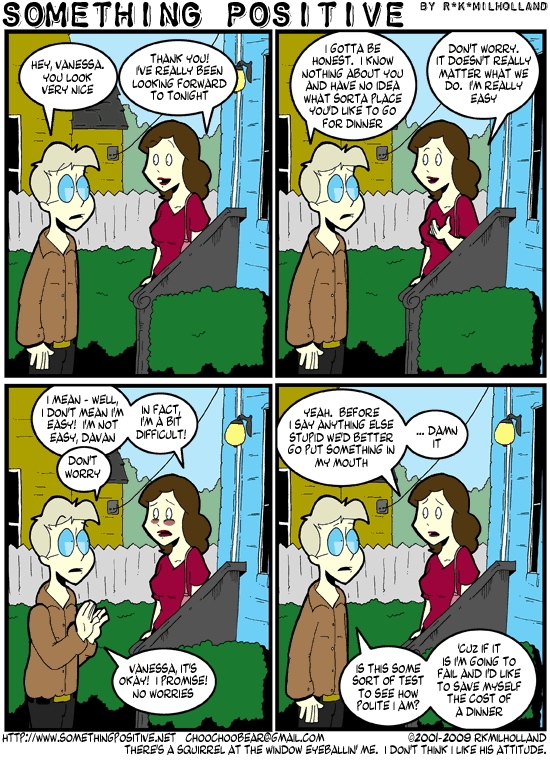 SOMETHING POSITIVE BY R*K*MILHOLLAND
HEY, VANESSA.
YOU LOOK
VERY NICE
THANK YOU!
I'VE REALLY BEEN
LOOKING FORWARD
TO TONIGHT
I GOTTA BE
HONEST. I KNOW
NOTHING ABOUT YOU
AND HAVE NO IDEA
WHAT SORTA PLACE
YOU'D LIKE TO GO
FOR DINNER
DON'T WORRY.
IT DOESN'T REALLY
MATTER WHAT WE
DO. I'M REALLY
EASY
I MEAN - WELL,
I DON'T MEAN I'M
EASY! I'M NOT
EASY, DAVAN
DON'T
WORRY
IN FACT,
I'M A BIT
DIFFICULT!
VANESSA, IT'S
OKAY! I PROMISE!
NO WORRIES
YEAH. BEFORE
I SAY ANYTHING ELSE
STUPID WE'D BETTER
GO PUT SOMETHING IN
MY MOUTH
... DAMN
IT
IS THIS SOME
SORT OF TEST
TO SEE HOW
POLITE I AM?
'CUZ IF IT
IS I'M GOING TO
FAIL AND I'D LIKE
TO SAVE MYSELF
THE COST OF
A DINNER
HTTP://WWW.SOMETHINGPOSITIVE.NET CHOOCHOOBEAR@GMAIL.COM ©2001-2009 RKMILHOLLAND
THERE'S A SQUIRREL AT THE WINDOW EYEBALLIN' ME. I DON'T THINK I LIKE HIS ATTITUDE.